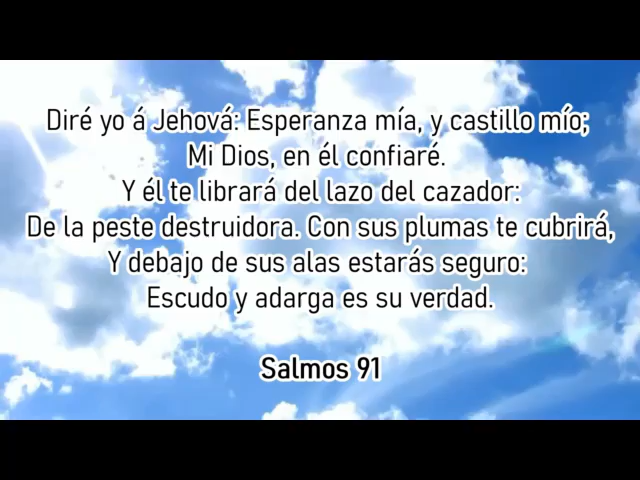 Diré yo á Jehová: Esperanza mía, y castillo mío;
Mi Dios, en él confiaré.
Y él te librará del lazo del cazador:
De la peste destruidora. Con sus plumas te cubrirá,
Y debajo de sus alas estarás seguro:
Escudo y adarga es su verdad.
Salmos 91